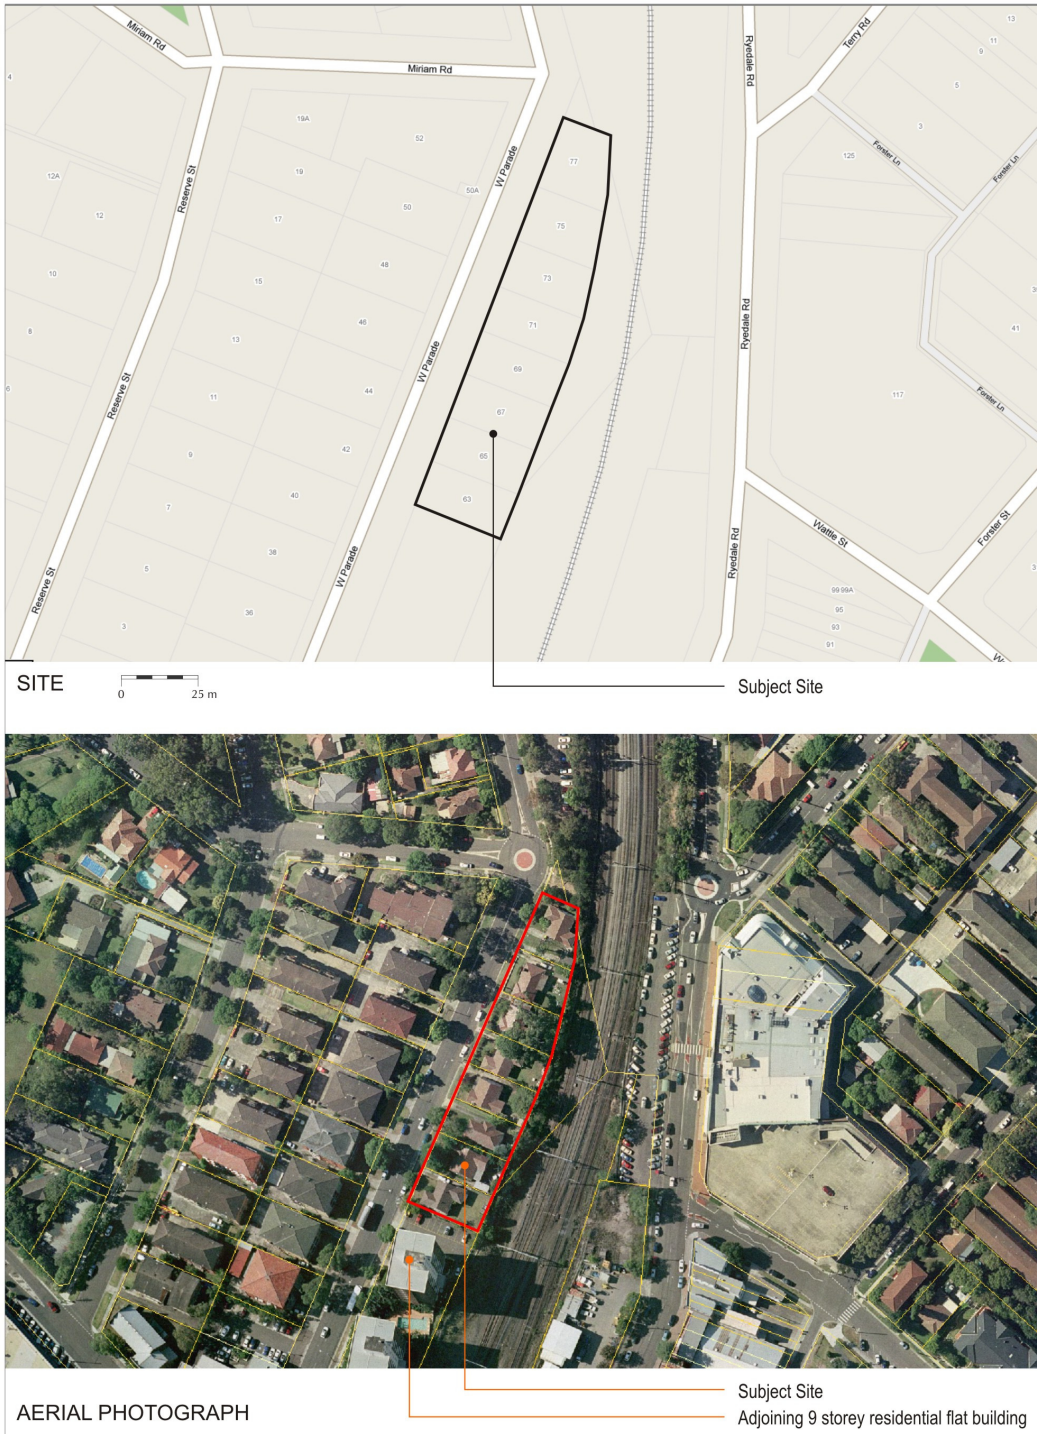 Miriam Rd
Miriam Rd
Ryedale Rd
Terry Rd
13
11
9
5
3
4
19A
52
12A
19
50A
W Parade
77
125
Forster Ln
Forster Ln
Reserve St
12
17
50
75
10
48
73
15
46
71
Ryedale Rd
8
13
W Parade
69
41
6
Reserve St
11
44
67
117
Forster Ln
9
42
65
7
40
63
Wattle St
Forster St
5
38
W Parade
Ryedale Rd
Reserve St
3
36
99 99A
95
93
91
SITE
0
25 m
Subject Site
Subject Site
AERIAL PHOTOGRAPH
Adjoining 9 storey residential flat building